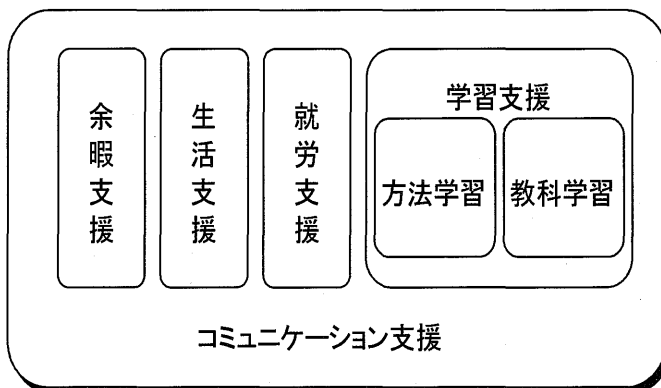 余暇支援
生活支援
就労支援
学習支援
方法学習
教科学習
コミュニケーション支援